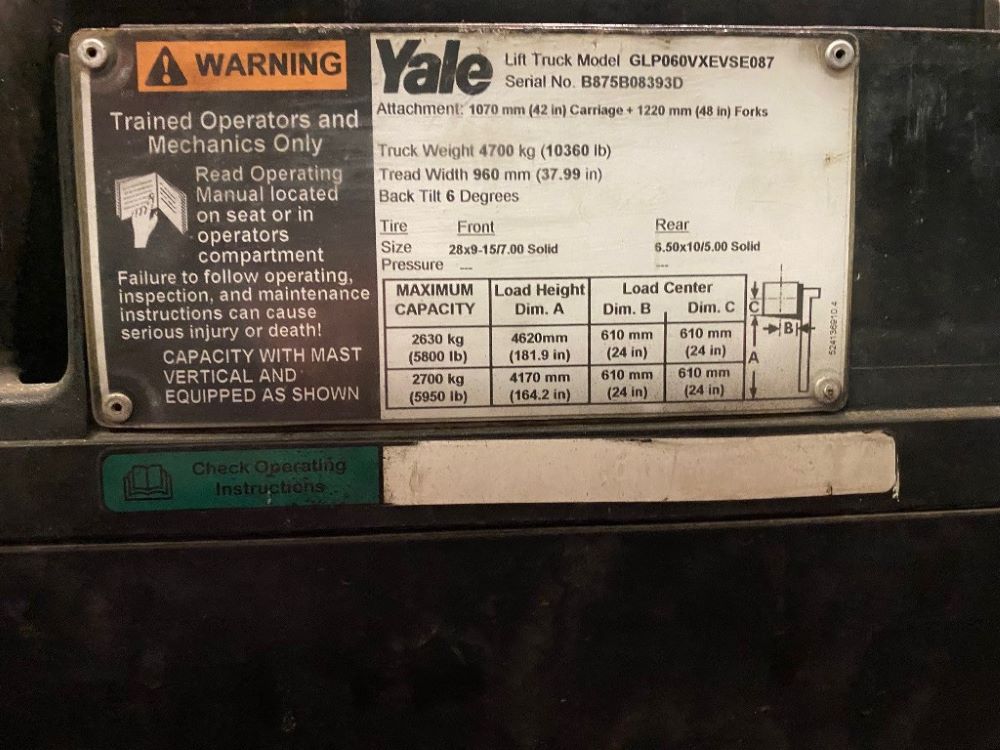 WARNING
Trained Operators and
Mechanics Only
Read Operating
Manual located
on seat or in
operators
compartment
Failure to follow operating,
inspection, and maintenance
instructions can cause
serious injury or death!
CAPACITY WITH MAST
VERTICAL AND
EQUIPPED AS SHOWN
Yale Lift Truck Model GLP060VXEVSE087
Serial No. B875B08393D
Attachment: 1070 mm (42 in) Carriage + 1220 mm (48 in) Forks
Truck Weight 4700 kg (10360 lb)
Tread Width 960 mm (37.99 in)
Back Tilt 6 Degrees
Tire Front Rear
Size 28x9-15/7.00 Solid 6.50x10/5.00 Solid
Pressure --- ---
MAXIMUM Load Height Load Center
CAPACITY Dim. A Dim. B Dim. C
2630 kg 4620mm 610 mm 610 mm
(5800 lb) (181.9 in) (24 in) (24 in)
2700 kg 4170 mm 610 mm 610 mm
(5950 lb) (164.2 in) (24 in) (24 in)
C
B
A
524136910 4
Check Operating
Instructions